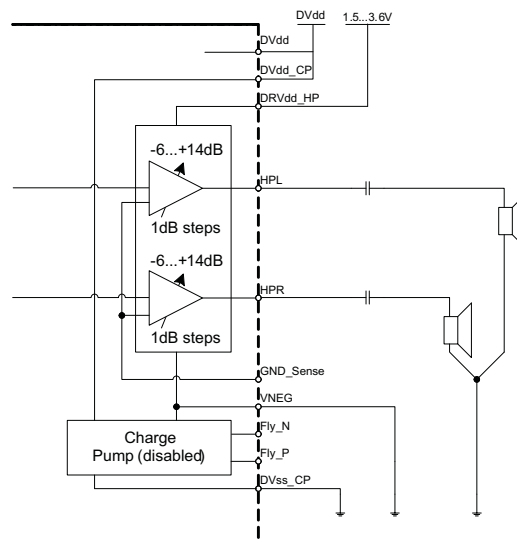 DVdd
1.5...3.6V
DVdd
DVdd_CP
DRVdd_HP
-6...+14dB
HPL
1dB steps
-6...+14dB
HPR
1dB steps
GND_Sense
VNEG
Fly_N
Charge
Pump (disabled)
Fly_P
DVss_CP